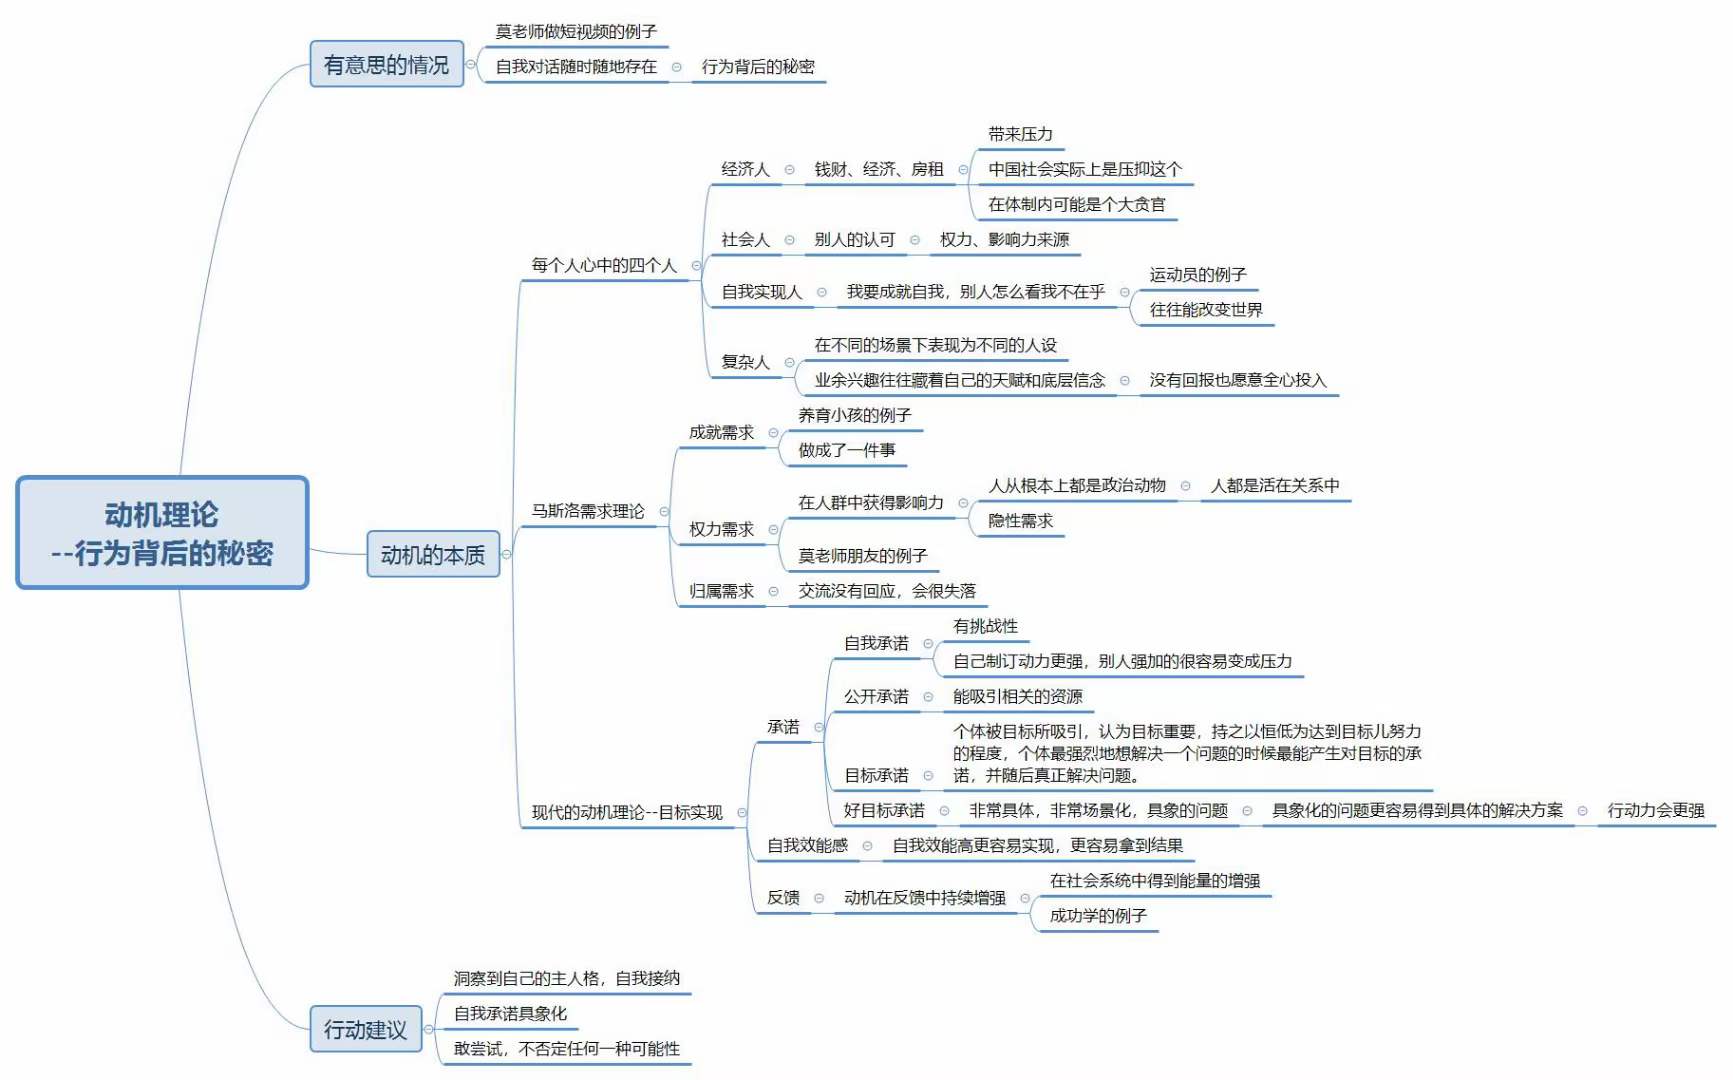 莫老师做短视频的例子
有意思的情况
自我对话随时随地存在
行为背后的秘密
带来压力
经济人
钱财、经济、房租
中国社会实际上是压抑这个
在体制内可能是个大贪官
社会人
别人的认可
权力、影响力来源
每个人心中的四个人
运动员的例子
自我实现人
我要成就自我，别人怎么看我不在乎
往往能改变世界
在不同的场景下表现为不同的人设
复杂人
业余兴趣往往藏着自己的天赋和底层信念
没有回报也愿意全心投入
养育小孩的例子
成就需求
做成了一件事
人从根本上都是政治动物
人都是活在关系中
在人群中获得影响力
马斯洛需求理论
隐性需求
权力需求
莫老师朋友的例子
动机理论
--行为背后的秘密
动机的本质
归属需求
交流没有回应，会很失落
有挑战性
自我承诺
自己制订动力更强，别人强加的很容易变成压力
公开承诺
能吸引相关的资源
承诺
个体被目标所吸引，认为目标重要，持之以恒低为达到目标儿努力
的程度，个体最强烈地想解决一个问题的时候最能产生对目标的承
诺，并随后真正解决问题。
目标承诺
现代的动机理论--目标实现
好目标承诺
非常具体，非常场景化，具象的问题
具象化的问题更容易得到具体的解决方案
行动力会更强
自我效能感
自我效能高更容易实现，更容易拿到结果
在社会系统中得到能量的增强
反馈
动机在反馈中持续增强
成功学的例子
洞察到自己的主人格，自我接纳
自我承诺具象化
行动建议
敢尝试，不否定任何一种可能性